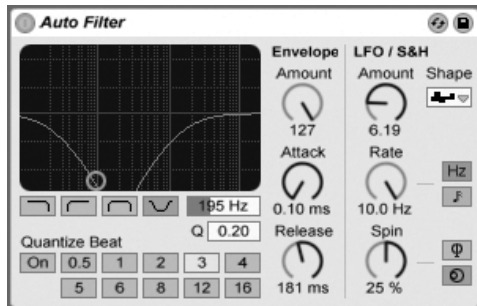 Auto Filter
Envelope LFO / S&H
Amount Amount Shape
127 6.19
Attack Rate
Hz
0.10 ms 10.0 Hz
195 Hz
Q 0.20
Release Spin
Quantize Beat
On 0.5 1 2 3 4
5 6 8 12 16
181 ms 25 %